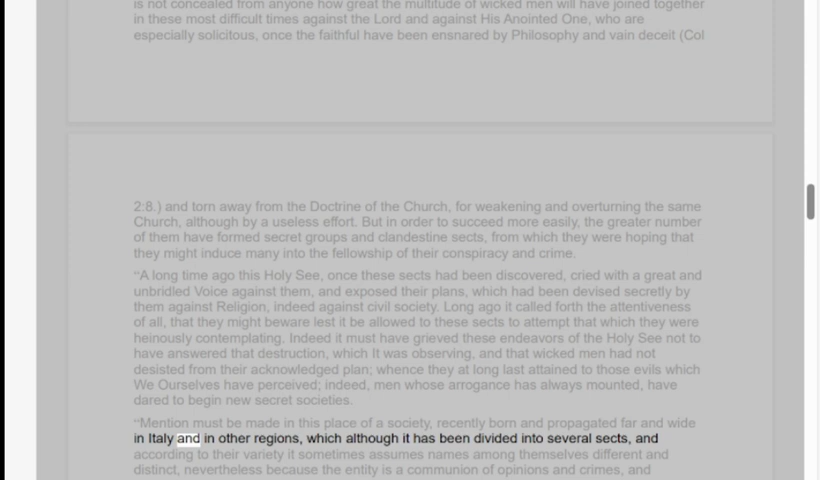 is not concealed from anyone how great the multitude of wicked men will have joined together
in these most difficult times against the Lord and against His Anointed One, who are
especially solicitous, once the faithful have been ensnared by Philosophy and vain deceit (Col
2:8.) and torn away from the Doctrine of the Church, for weakening and overturning the same
Church, although by a useless effort. But in order to succeed more easily, the greater number
of them have formed secret groups and clandestine sects, from which they were hoping that
they might induce many into the fellowship of their conspiracy and crime.
“A long time ago this Holy See, once these sects had been discovered, cried with a great and
unbridled Voice against them, and exposed their plans, which had been devised secretly by
them against Religion, indeed against civil society. Long ago it called forth the attentiveness
of all, that they might beware lest it be allowed to these sects to attempt that which they were
heinously contemplating. Indeed it must have grieved these endeavors of the Holy See not to
have answered that destruction, which It was observing, and that wicked men had not
desisted from their acknowledged plan; whence they at long last attained to those evils which
We Ourselves have perceived; indeed, men whose arrogance has always mounted, have
dared to begin new secret societies.
“Mention must be made in this place of a society, recently born and propagated far and wide
in Italy and in other regions, which although it has been divided into several sects, and
according to their variety it sometimes assumes names among themselves different and
distinct, nevertheless because the entity is a communion of opinions and crimes, and